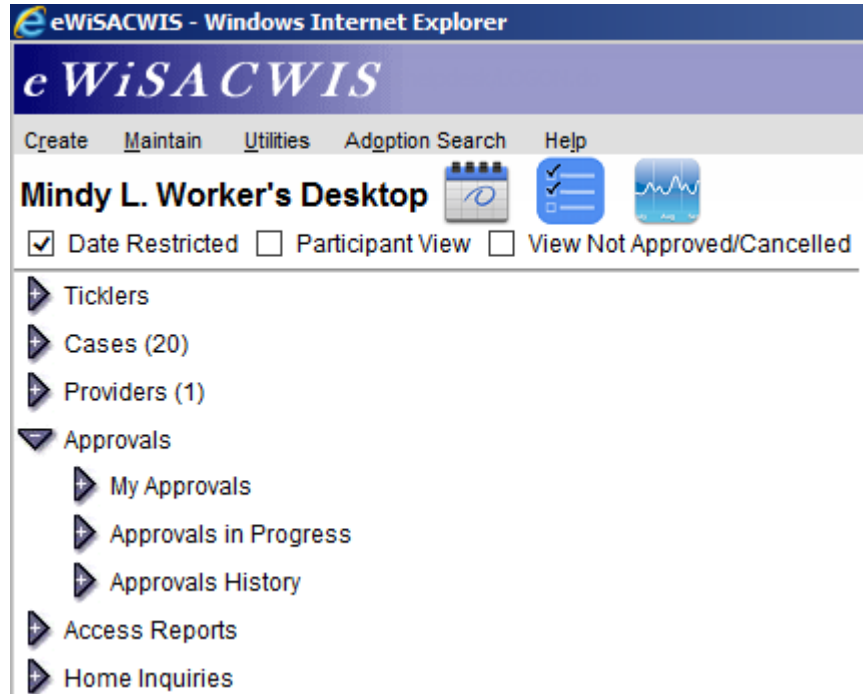 eWiSACWIS - Windows Internet Explorer
e WiSACWIS
Create Maintain Utilities Adoption Search Help
Mindy L. Worker's Desktop
Date Restricted Participant View View Not Approved/Cancelled
Ticklers
Cases (20)
Providers (1)
Approvals
My Approvals
Approvals in Progress
Approvals History
Access Reports
Home Inquiries